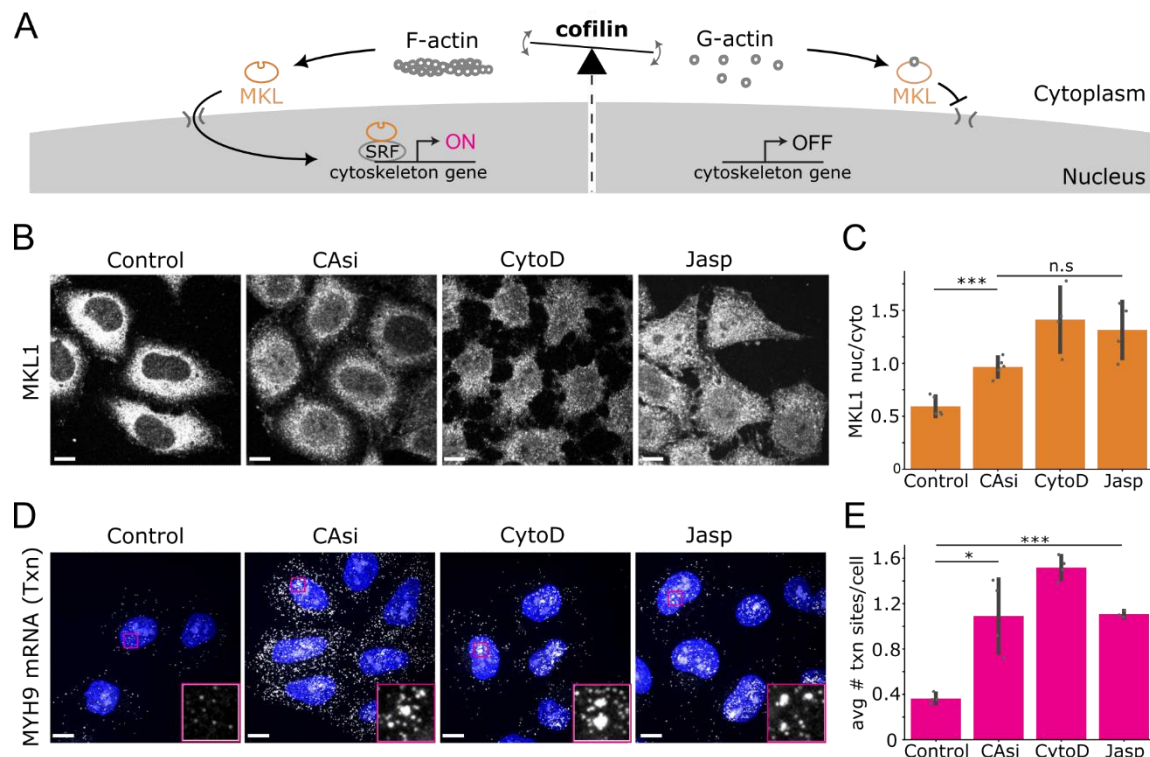 A
cofilin
F-actin
G-actin
MKL
MKL
Cytoplasm
SRF
ON
OFF
cytoskeleton gene
cytoskeleton gene
Nucleus
B
Control
CAsi
CytoD
Jasp
MKL1
C
n.s
***
MKL1 nuc/cyto
1.5
1.0
0.5
0
Control
CAsi
CytoD
Jasp
D
Control
CAsi
CytoD
Jasp
MYH9 mRNA (Txn)
E
***
*
avg # txn sites/cell
1.6
1.2
0.4
0
Control
CAsi
CytoD
Jasp